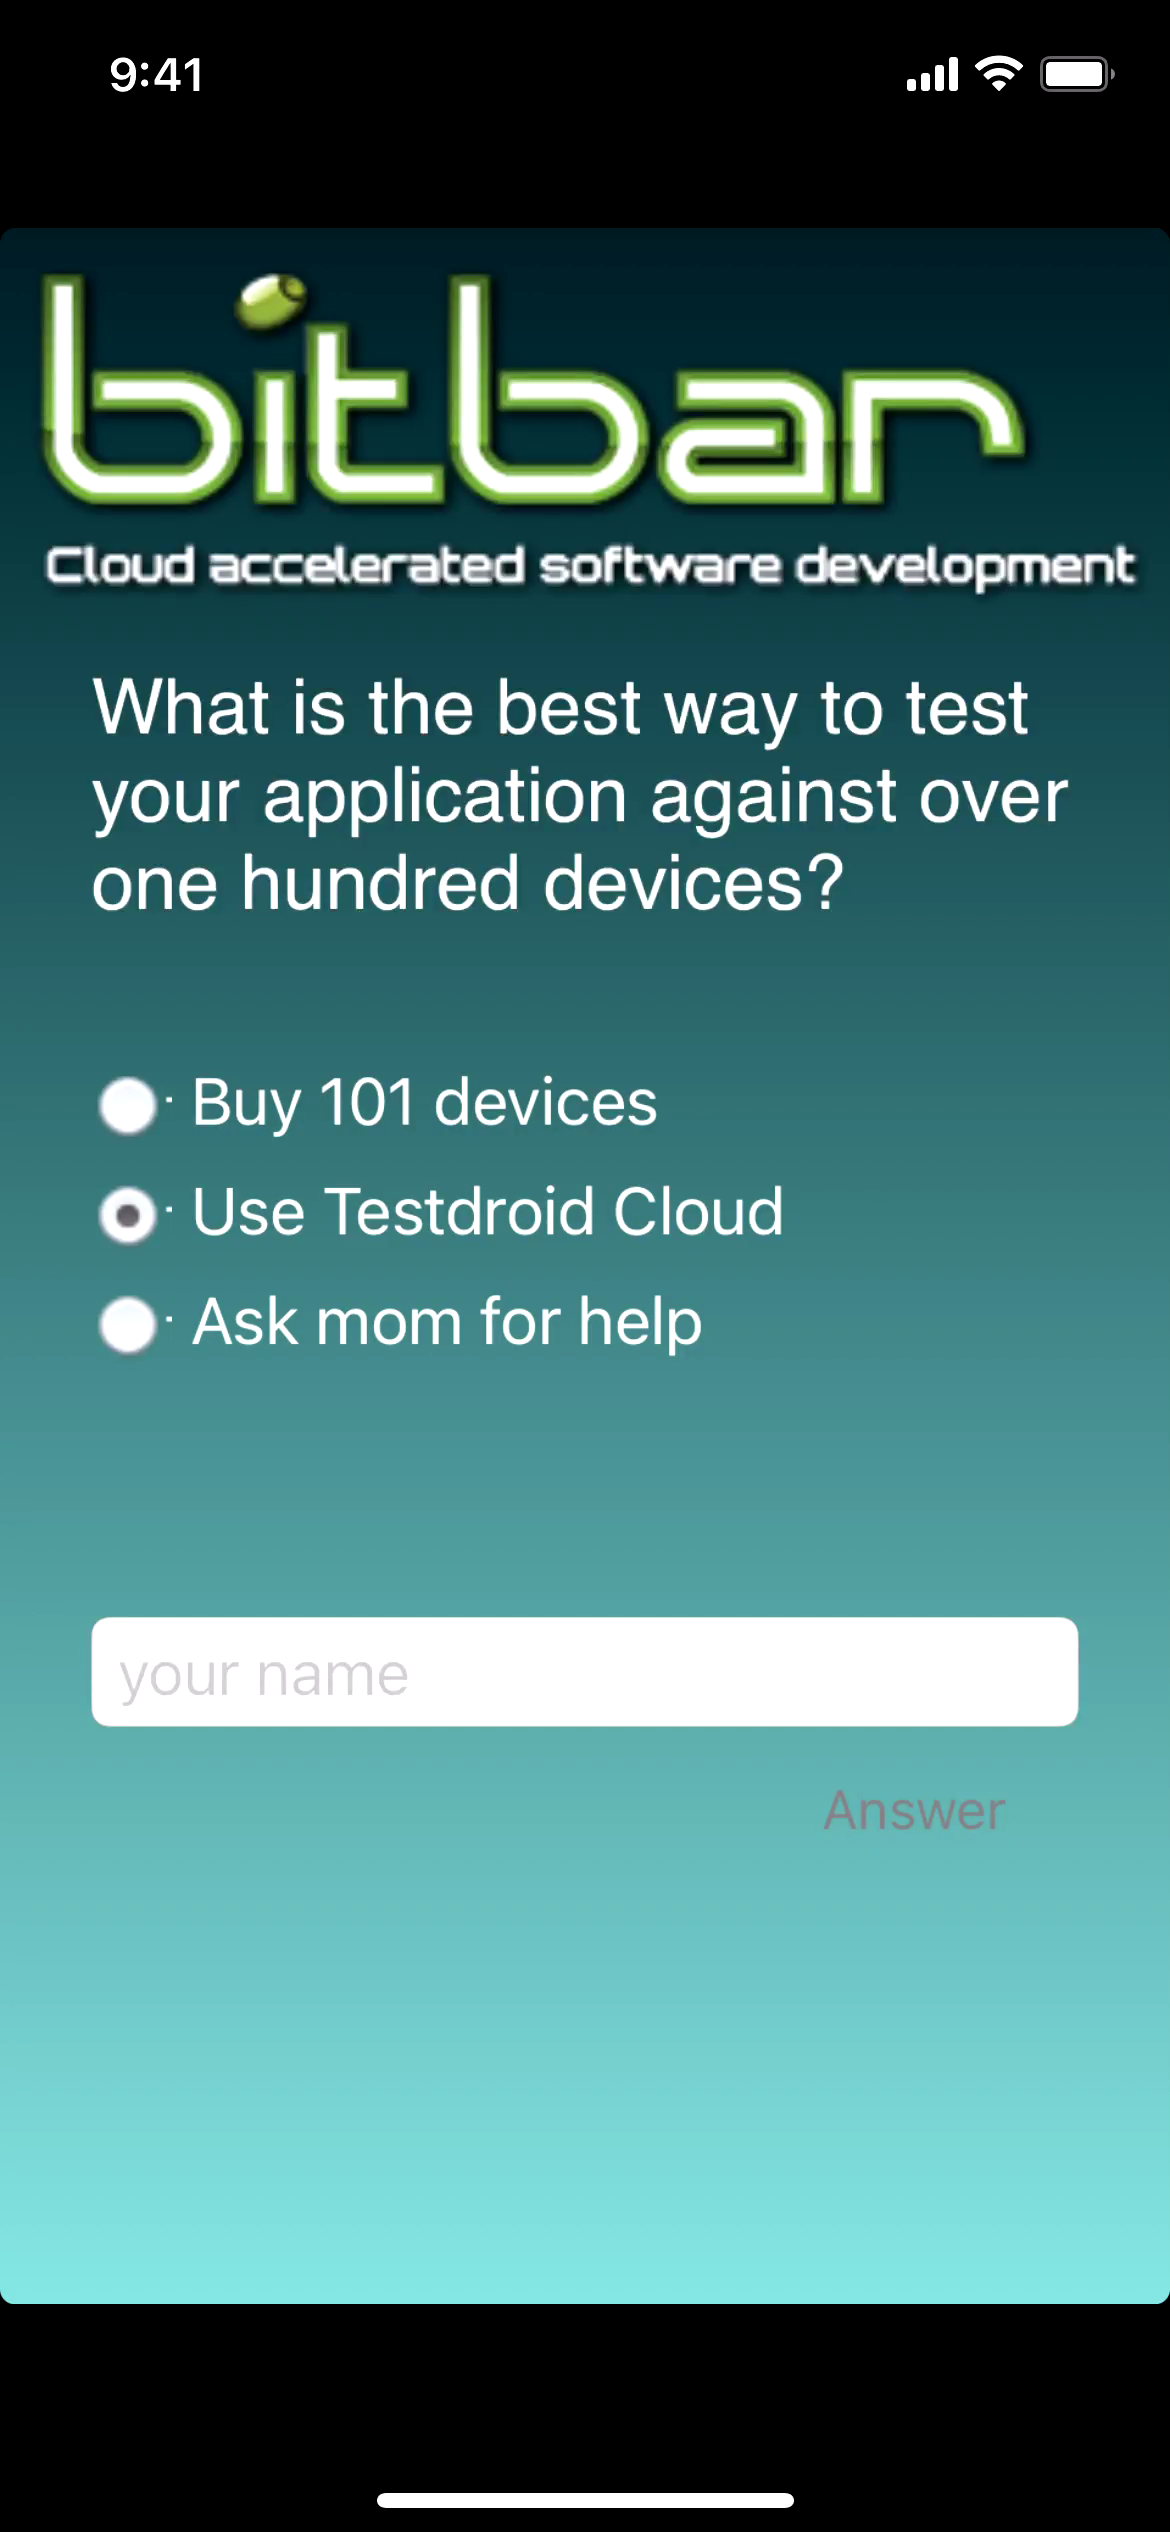 9:41
bitbar
Cloud accelerated software development
What is the best way to test
your application against over
one hundred devices?
Buy 101 devices
Use Testdroid Cloud
Ask mom for help
your name
Answer